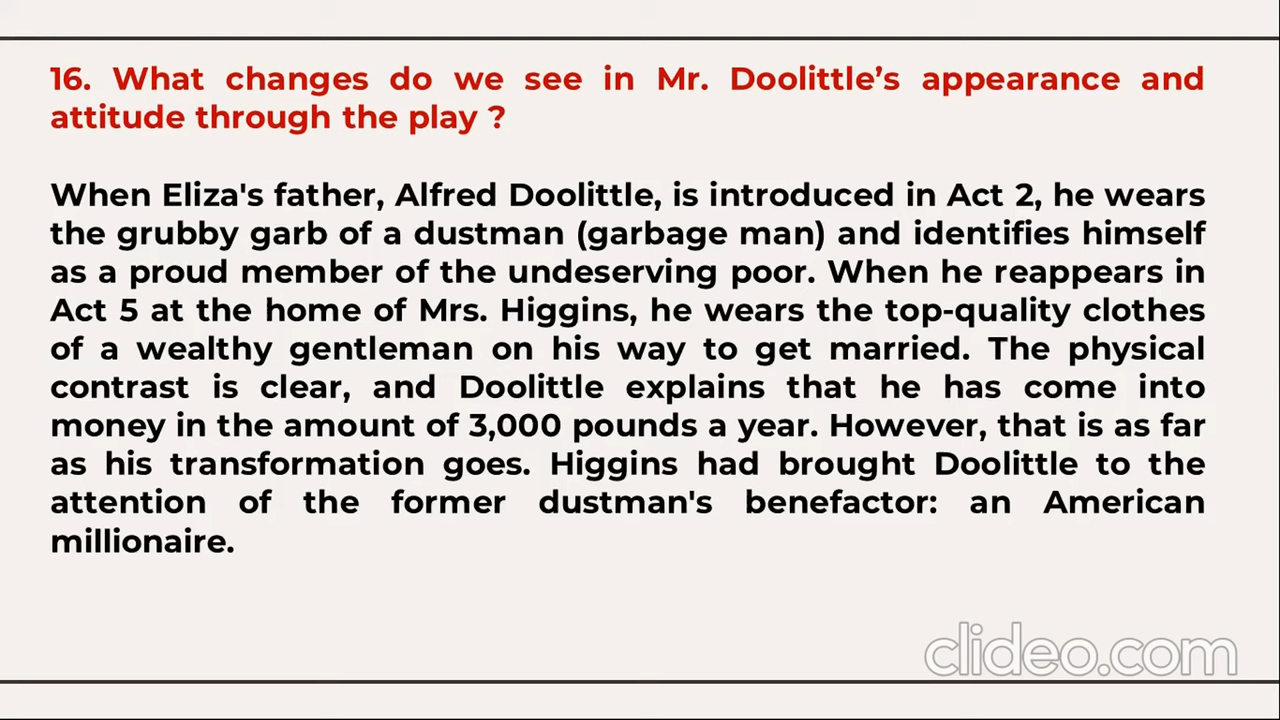 16. What changes do we see in Mr. Doolittle’s appearance and
attitude through the play ?
When Eliza's father, Alfred Doolittle, is introduced in Act 2, he wears
the grubby garb of a dustman (garbage man) and identifies himself
as a proud member of the undeserving poor. When he reappears in
Act 5 at the home of Mrs. Higgins, he wears the top-quality clothes
of a wealthy gentleman on his way to get married. The physical
contrast is clear, and Doolittle explains that he has come into
money in the amount of 3,000 pounds a year. However, that is as far
as his transformation goes. Higgins had brought Doolittle to the
attention of the former dustman's benefactor: an American
millionaire.
clideo.com